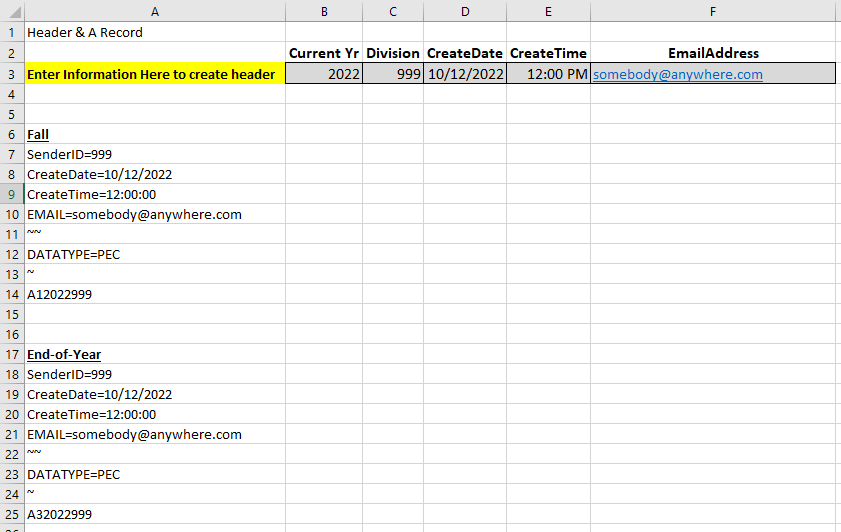 A B C D E F
1 Header & A Record
2 Current Yr Division CreateDate CreateTime EmailAddress
3 Enter Information Here to create header 2022 999 10/12/2022 12:00 PM somebody@anywhere.com
4
5
6 Fall
7 SenderID=999
8 CreateDate=10/12/2022
9 CreateTime=12:00:00
10 EMAIL=somebody@anywhere.com
11 ~~
12 DATATYPE=PEC
13 ~
14 A12022999
15
16
17 End-of-Year
18 SenderID=999
19 CreateDate=10/12/2022
20 CreateTime=12:00:00
21 EMAIL=somebody@anywhere.com
22 ~~
23 DATATYPE=PEC
24 ~
25 A32022999